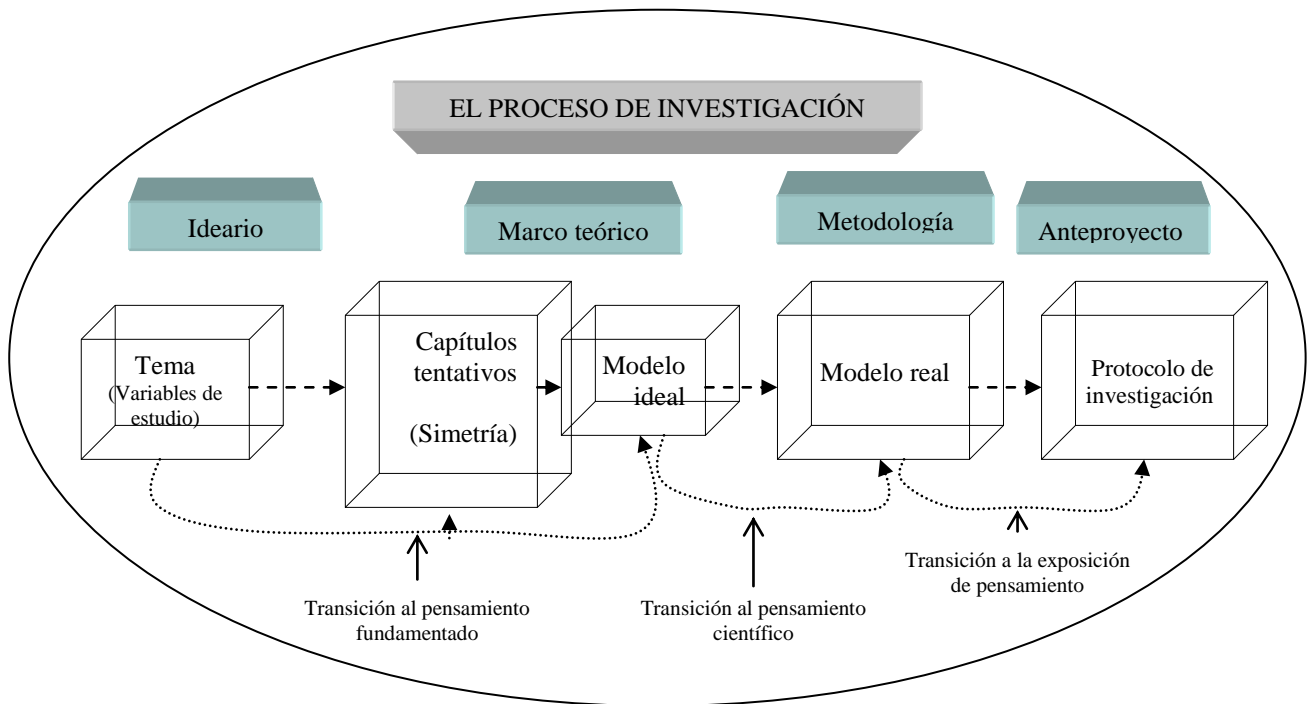 EL PROCESO DE INVESTIGACIÓN
Ideario
Marco teórico
Metodología
Anteproyecto
Tema
(Variables de
estudio)
Capítulos
tentativos
(Simetría)
Modelo
ideal
Modelo real
Protocolo de
investigación
Transición al pensamiento
fundamentado
Transición al pensamiento
científico
Transición a la exposición
de pensamiento